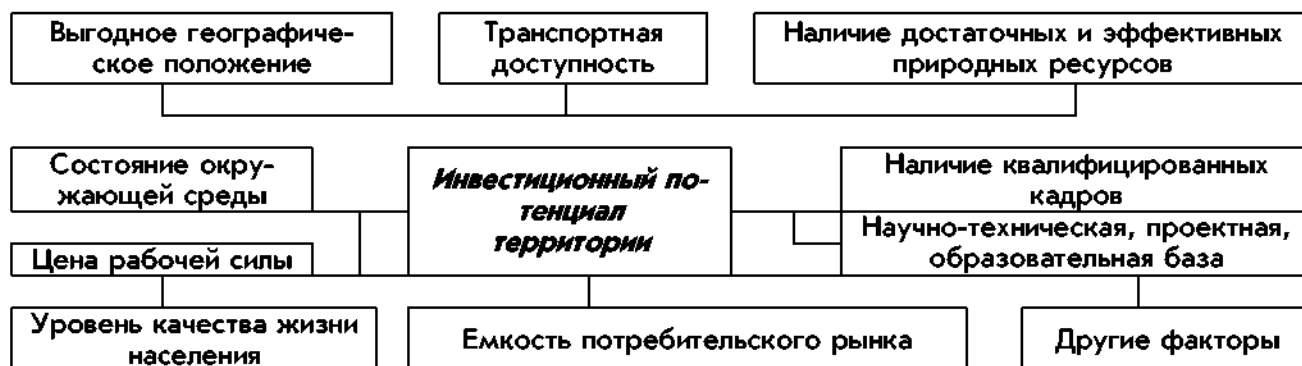 Выгодное географиче-
ское положение
Транспортная
доступность
Наличие достаточных и эффективных
природных ресурсов
Состояние окру-
жающей среды
Инвестиционный по-
тенциал
территории
Наличие квалифицированных
кадров
Цена рабочей силы
Научно-техническая, проектная,
образовательная база
Уровень качества жизни
населения
Емкость потребительского рынка
Другие факторы